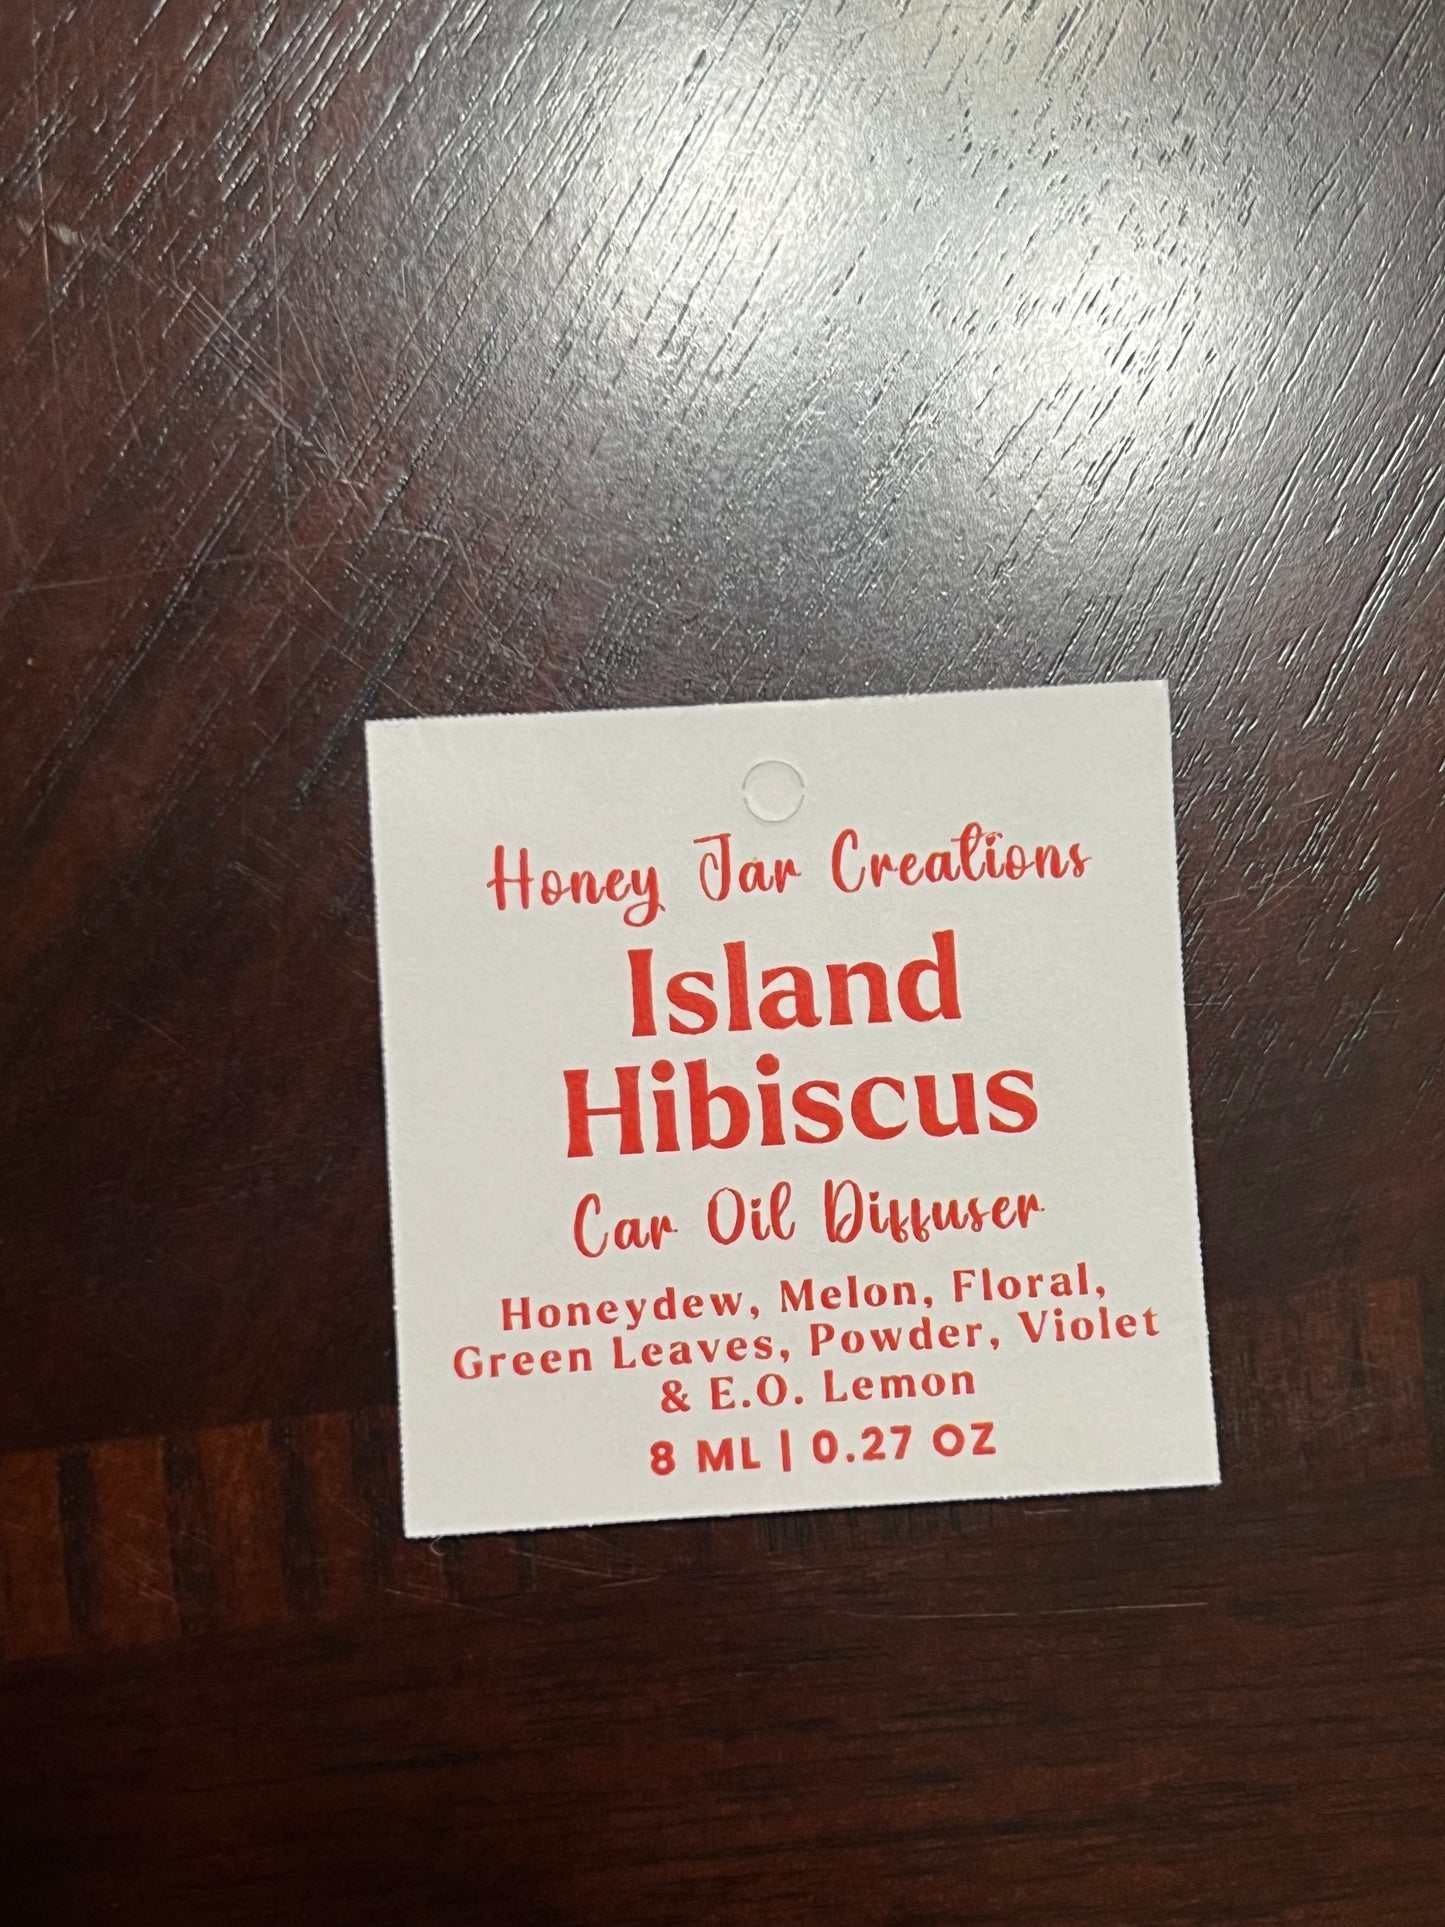 Honey Jar Creations
Island
Hibiscus
Car Oil Diffuser
Honeydew, Melon, Floral,
Green Leaves, Powder, Violet
& E.O. Lemon
8 ML | 0.27 OZ